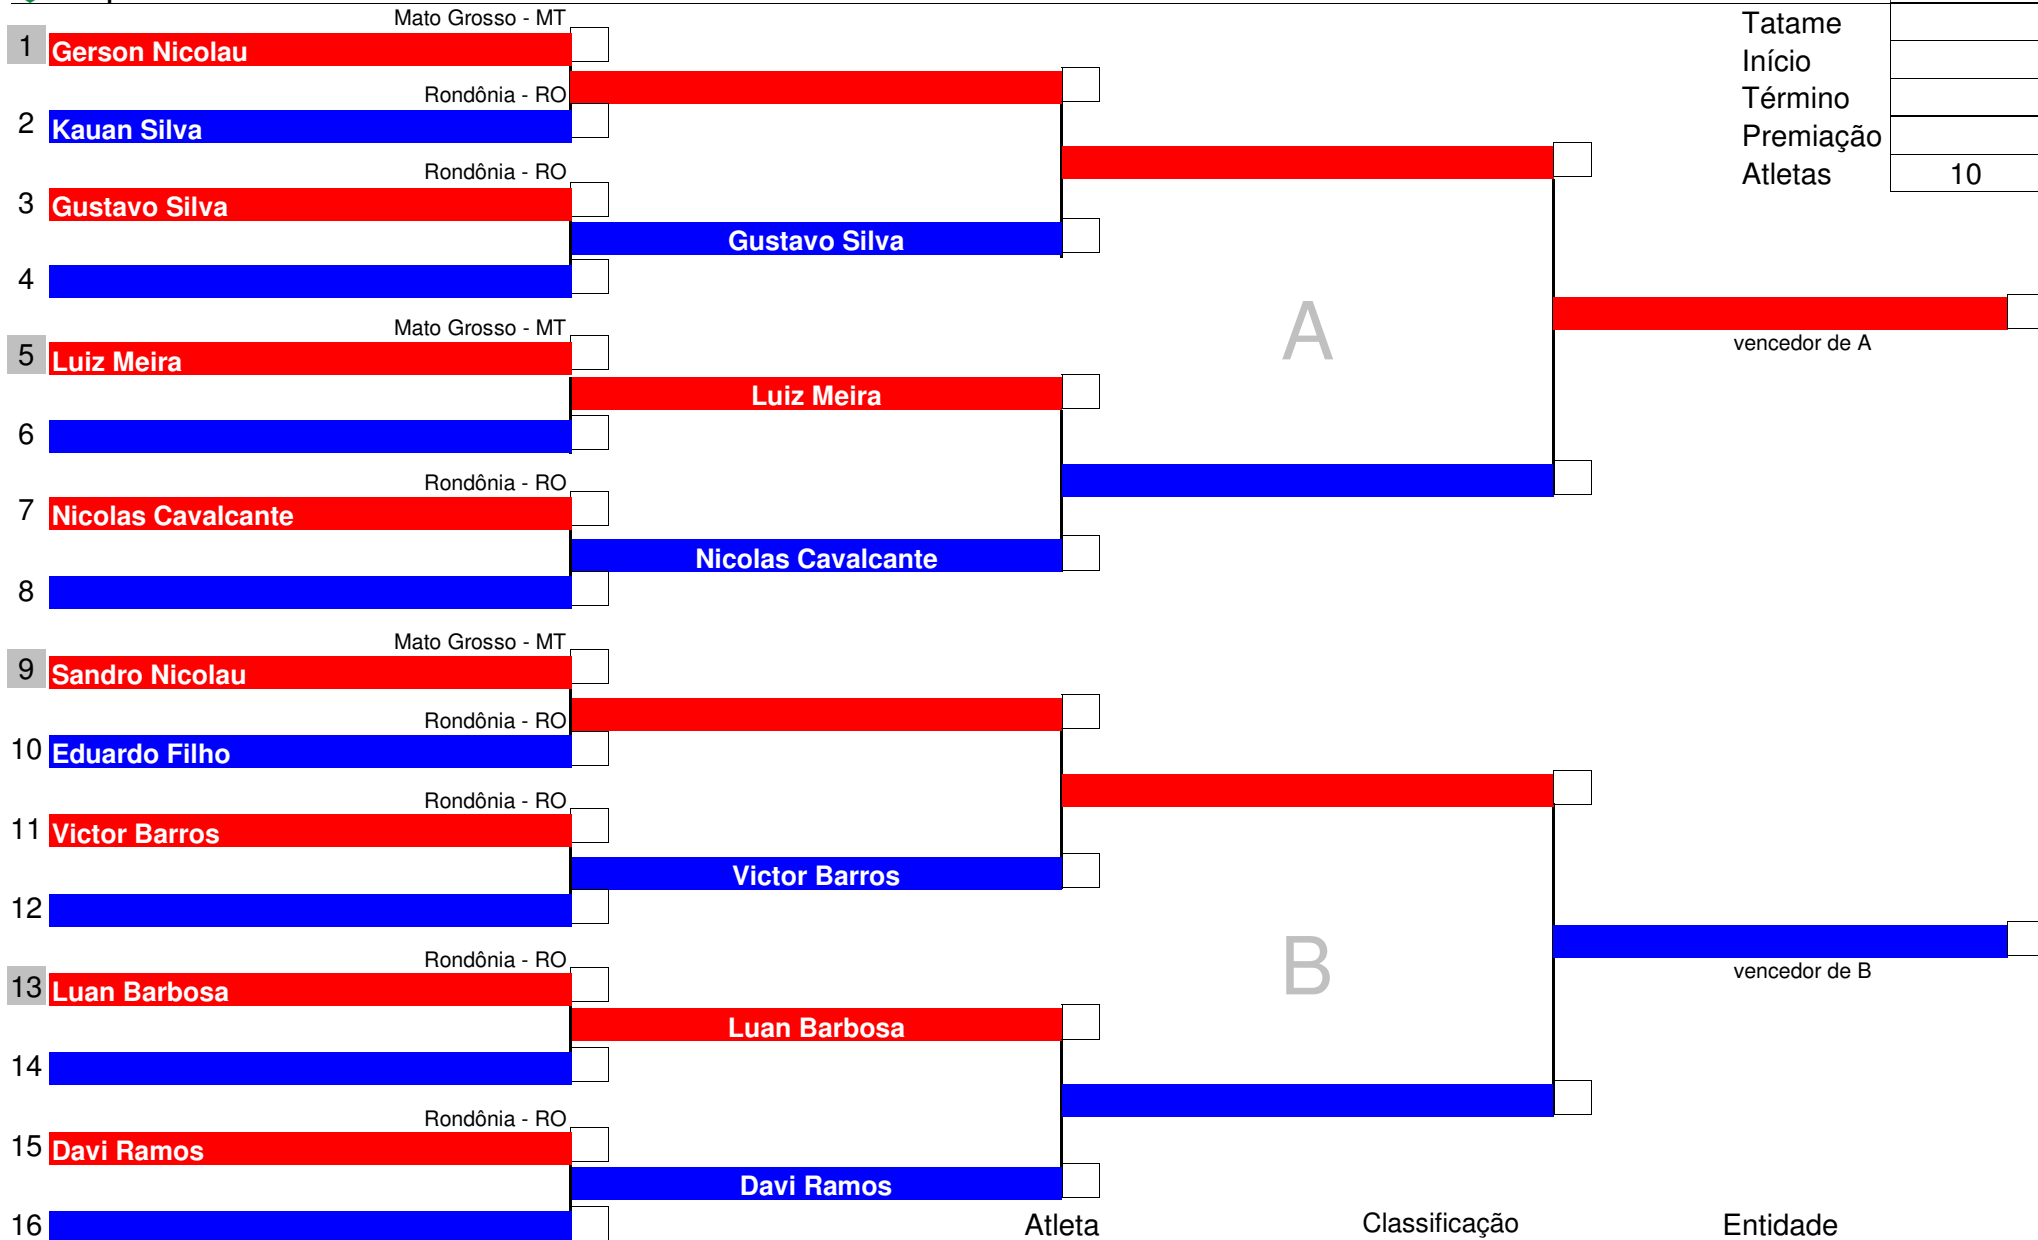 Mato Grosso - MT
Tatame
1 Gerson Nicolau
Início
Rondônia - RO
Término
2 Kauan Silva
Premiação
Rondônia - RO
Atletas 10
3 Gustavo Silva
Gustavo Silva
4
Mato Grosso - MT
A
vencedor de A
5 Luiz Meira
Luiz Meira
6
Rondônia - RO
7 Nicolas Cavalcante
Nicolas Cavalcante
8
Mato Grosso - MT
9 Sandro Nicolau
Rondônia - RO
10 Eduardo Filho
Rondônia - RO
11 Victor Barros
Victor Barros
12
Rondônia - RO
B
vencedor de B
13 Luan Barbosa
Luan Barbosa
14
Rondônia - RO
15 Davi Ramos
Davi Ramos
16
Atleta Classificação Entidade